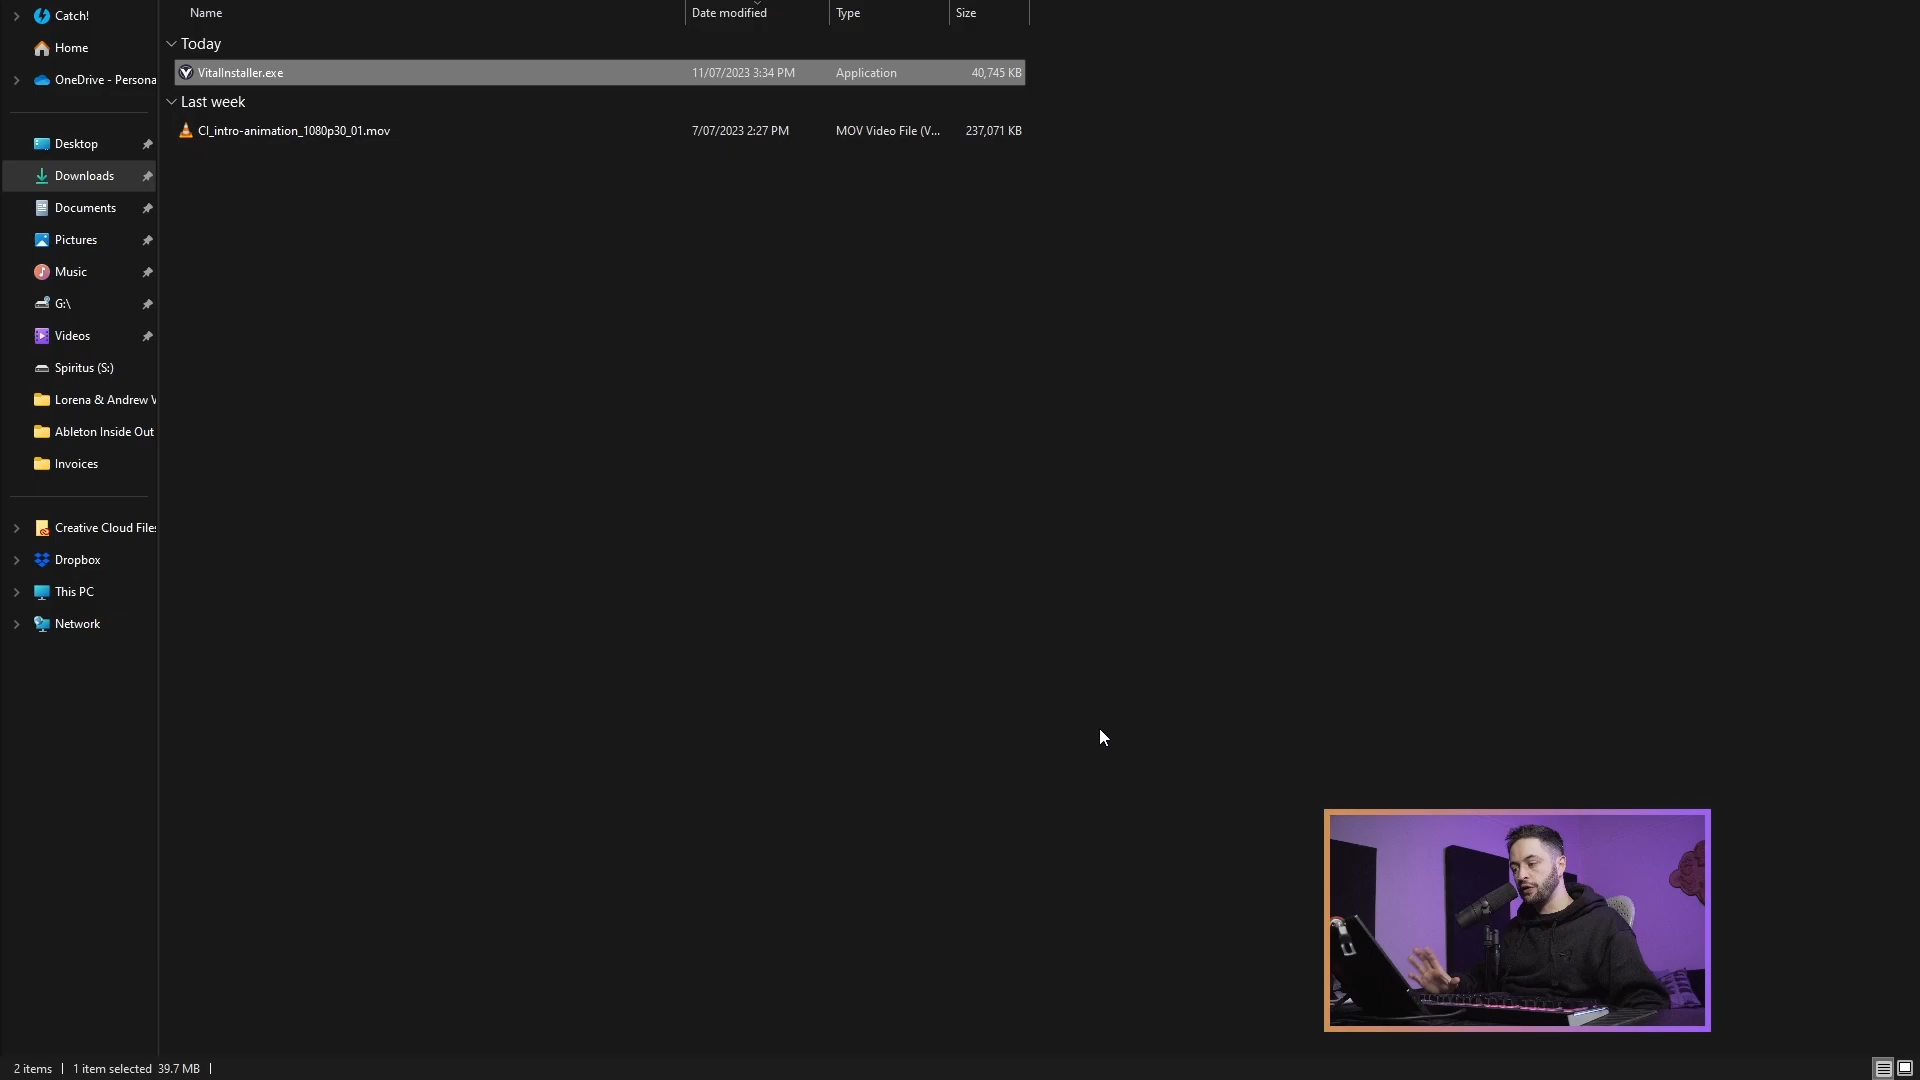 Name Date modified Type Size
Catch!
Home
OneDrive - Persona
Desktop
Downloads
Documents
Pictures
Music
G:\
Videos
Spiritus (S:)
Lorena & Andrew
Ableton Inside Out
Invoices
Creative Cloud Files
Dropbox
This PC
Network
Today
VitalInstaller.exe 11/07/2023 3:34 PM Application 40,745 KB
Last week
CI_intro-animation_1080p30_01.mov 7/07/2023 2:27 PM MOV Video File (V... 237,071 KB
2 items 1 item selected 39.7 MB